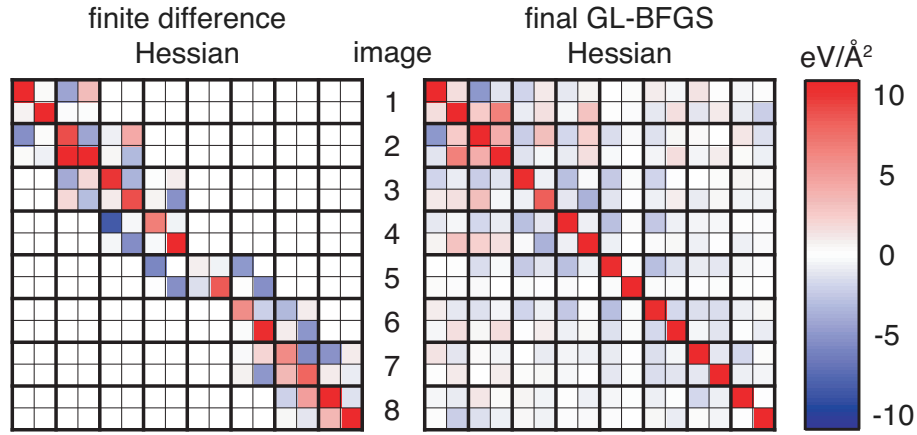 finite difference
Hessian
image
final GL-BFGS
Hessian
eV/Å²
1
2
3
4
5
6
7
8
10
5
0
-5
-10